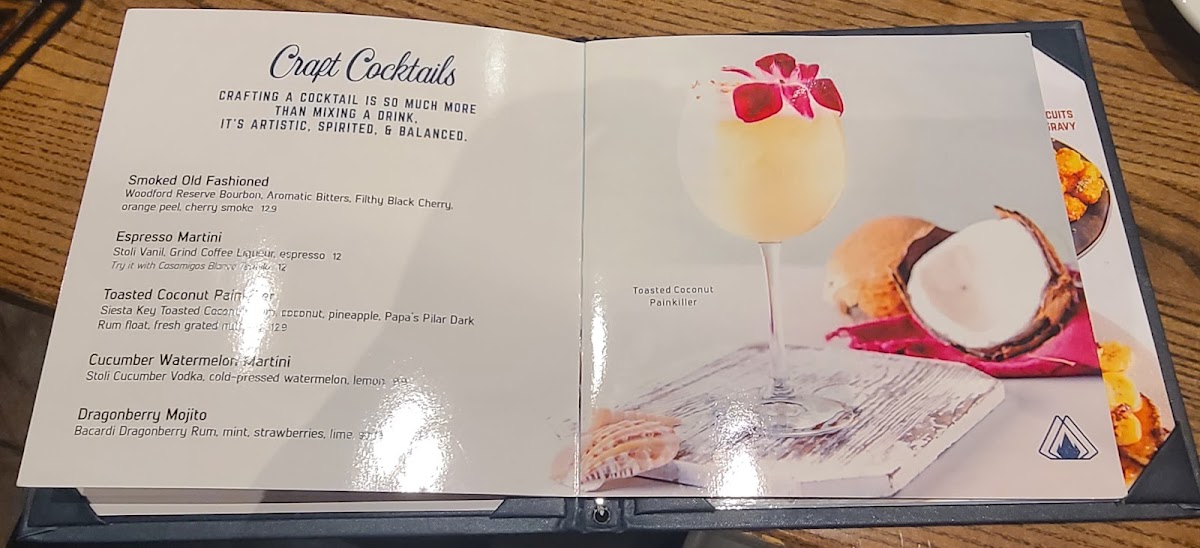 Craft Cocktails
CRAFTING A COCKTAIL IS SO MUCH MORE
THAN MIXING A DRINK.
IT'S ARTISTIC, SPIRITED, & BALANCED.
Smoked Old Fashioned
Woodford Reserve Bourbon, Aromatic Bitters, Filthy Black Cherry,
orange peel, cherry smoke 12.9
Espresso Martini
Stoli Vanil, Grind Coffee Liqueur, espresso 12
Try it with Casamigos Blanco 12
Toasted Coconut Painkiller
Siesta Key Toasted Coconut coconut, pineapple, Papa's Pilar Dark
Rum float, fresh grated 12.9
Cucumber Watermelon Martini
Stoli Cucumber Vodka, cold-pressed watermelon, lemon
Dragonberry Mojito
Bacardi Dragonberry Rum, mint, strawberries, lime,
Toasted Coconut
Painkiller
CUITS
RAVY